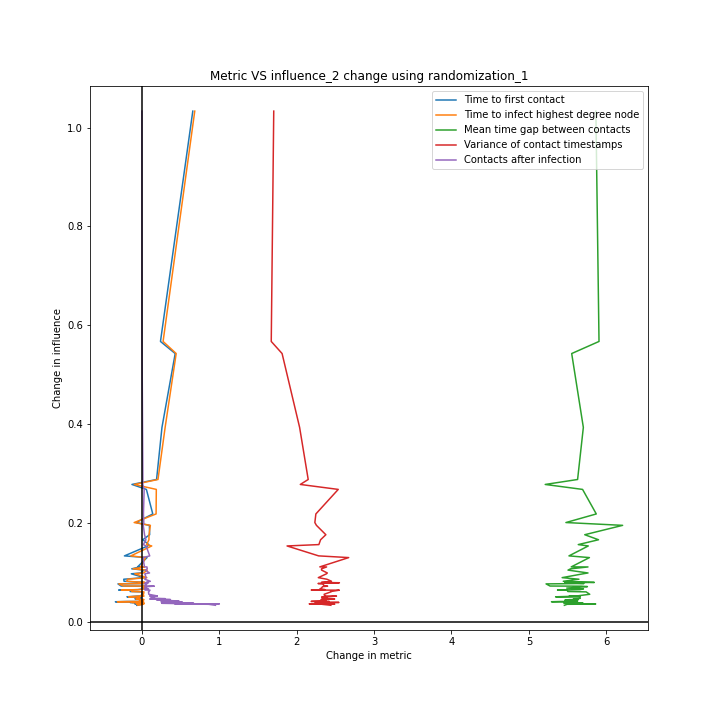 Metric VS influence_2 change using randomization_1
Time to first contact
Time to infect highest degree node
Mean time gap between contacts
Variance of contact timestamps
Contacts after infection
Change in influence
1.0
0.8
0.6
0.4
0.2
0.0
0 1 2 3 4 5 6
Change in metric